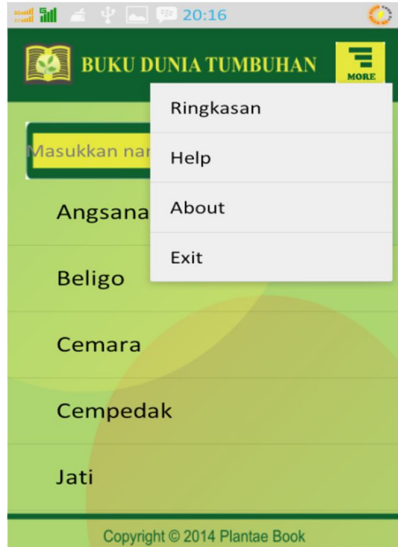 20:16
BUKU DUNIA TUMBUHAN
MORE
Ringkasan
Help
About
Exit
Masukkan nar
Angsana
Beligo
Cemara
Cempedak
Jati
Copyright © 2014 Plantae Book